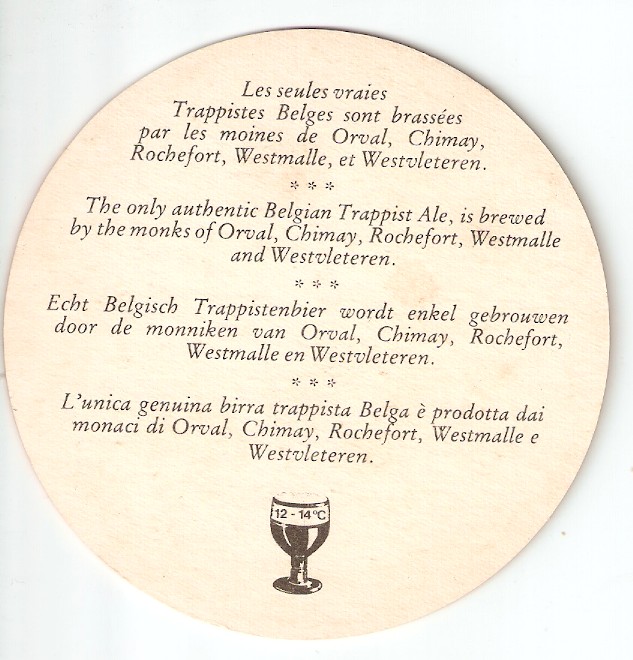 Les seules vraies
Trappistes Belges sont brassées
par les moines de Orval, Chimay,
Rochefort, Westmalle, et Westvleteren.
* * *
The only authentic Belgian Trappist Ale, is brewed
by the monks of Orval, Chimay, Rochefort, Westmalle
and Westvleteren.
* * *
Echt Belgisch Trappistenbier wordt enkel gebrouwen
door de monniken van Orval, Chimay, Rochefort,
Westmalle en Westvleteren.
* * *
L'unica genuina birra trappista Belga è prodotta dai
monaci di Orval, Chimay, Rochefort, Westmalle e
Westvleteren.
12 - 14°C